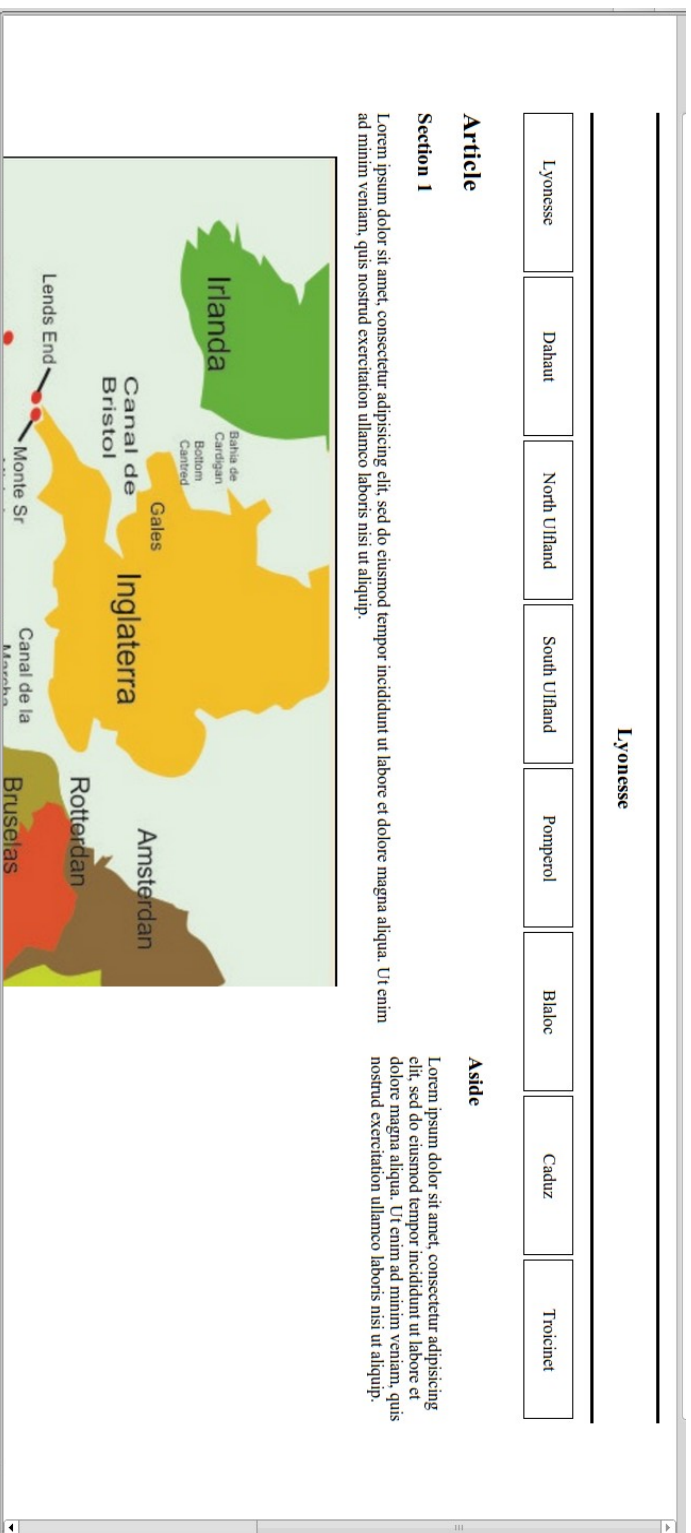 Lyonesse
Lyonesse
Dahaut
North Ulfland
South Ulfland
Pomperol
Blaloc
Caduz
Troicinet
Article
Section 1
Lorem ipsum dolor sit amet, consectetur adipisicing elit, sed do eiusmod tempor incididunt ut labore et dolore magna aliqua. Ut enim
ad minim veniam, quis nostrud exercitation ullamco laboris nisi ut aliquip.
Aside
Lorem ipsum dolor sit amet, consectetur adipisicing
elit, sed do eiusmod tempor incididunt ut labore et
dolore magna aliqua. Ut enim ad minim veniam, quis
nostrud exercitation ullamco laboris nisi ut aliquip.
Irlanda
Bahia de
Cardigan
Bottom
Cantred
Gales
Canal de
Bristol
Inglaterra
Amsterdan
Rotterdan
Lends End
Monte Sr
Canal de la
Mancha
Bruselas